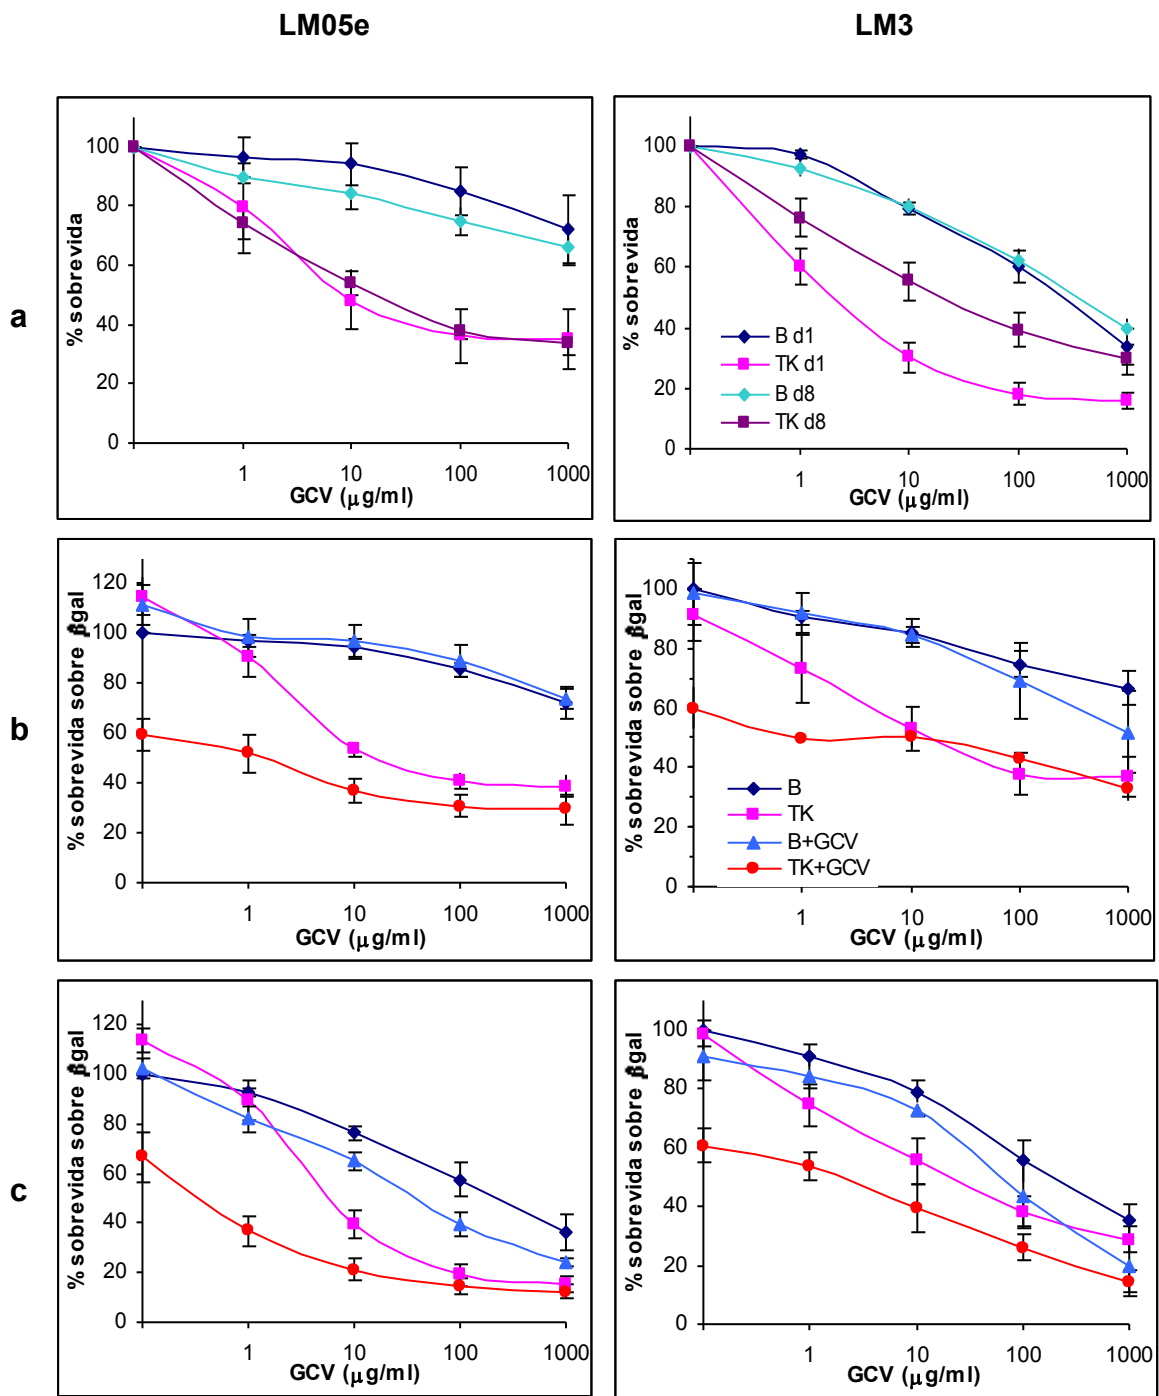 LM05e LM3
a
% sobrevida
100
80
60
40
20
0
1 10 100 1000
GCV (μg/ml)
% sobrevida
100
80
60
40
20
0
B d1
TK d1
B d8
TK d8
1 10 100 1000
GCV (μg/ml)
b
% sobrevida sobre βgal
120
100
80
60
40
20
0
1 10 100 1000
GCV (μg/ml)
% sobrevida sobre βgal
100
80
60
40
20
0
B
TK
B+GCV
TK+GCV
1 10 100 1000
GCV (μg/ml)
c
% sobrevida sobre βgal
120
100
80
60
40
20
0
1 10 100 1000
GCV (μg/ml)
% sobrevida sobre βgal
100
80
60
40
20
0
1 10 100 1000
GCV (μg/ml)